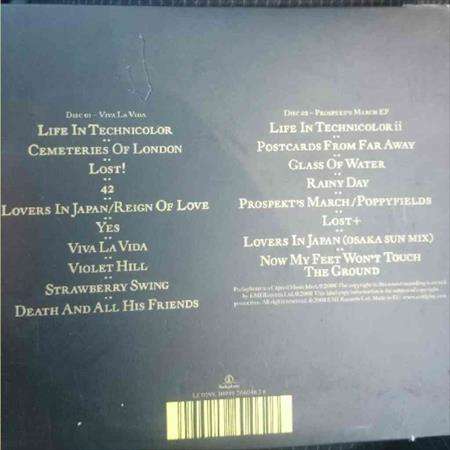 Disc 01 - Viva La Vida
Life In Technicolor
Cemeteries Of London
Lost!
42
Lovers In Japan/Reign Of Love
Yes
Viva La Vida
Violet Hill
Strawberry Swing
Death And All His Friends
Disc 02 - Prospekt's March EP
Life In Technicolor ii
Postcards From Far Away
Glass Of Water
Rainy Day
Prospekt's March/Poppyfields
Lost+
Lovers In Japan (Osaka Sun Mix)
Now My Feet Won't Touch
The Ground
Parlophone